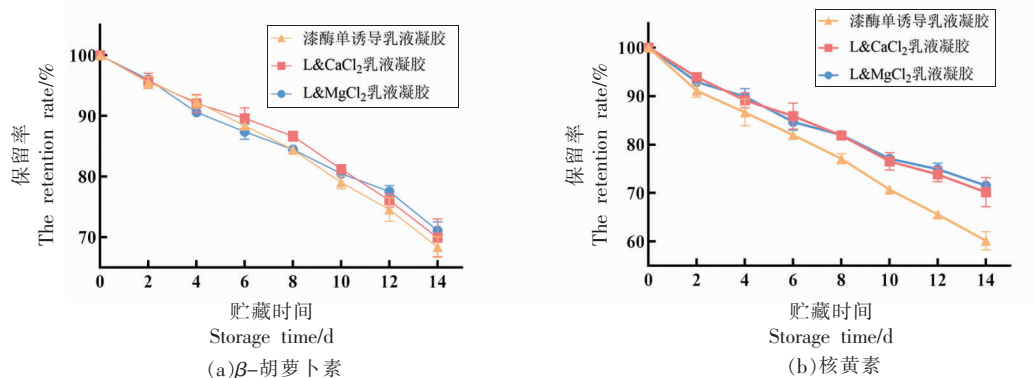 漆酶单诱导乳液凝胶
L&CaCl2乳液凝胶
L&MgCl2乳液凝胶
保留率
The retention rate/%
100
90
80
70
0 2 4 6 8 10 12 14
贮藏时间
Storage time/d
(a)β-胡萝卜素
漆酶单诱导乳液凝胶
L&CaCl2乳液凝胶
L&MgCl2乳液凝胶
保留率
The retention rate/%
100
90
80
70
60
0 2 4 6 8 10 12 14
贮藏时间
Storage time/d
(b)核黄素